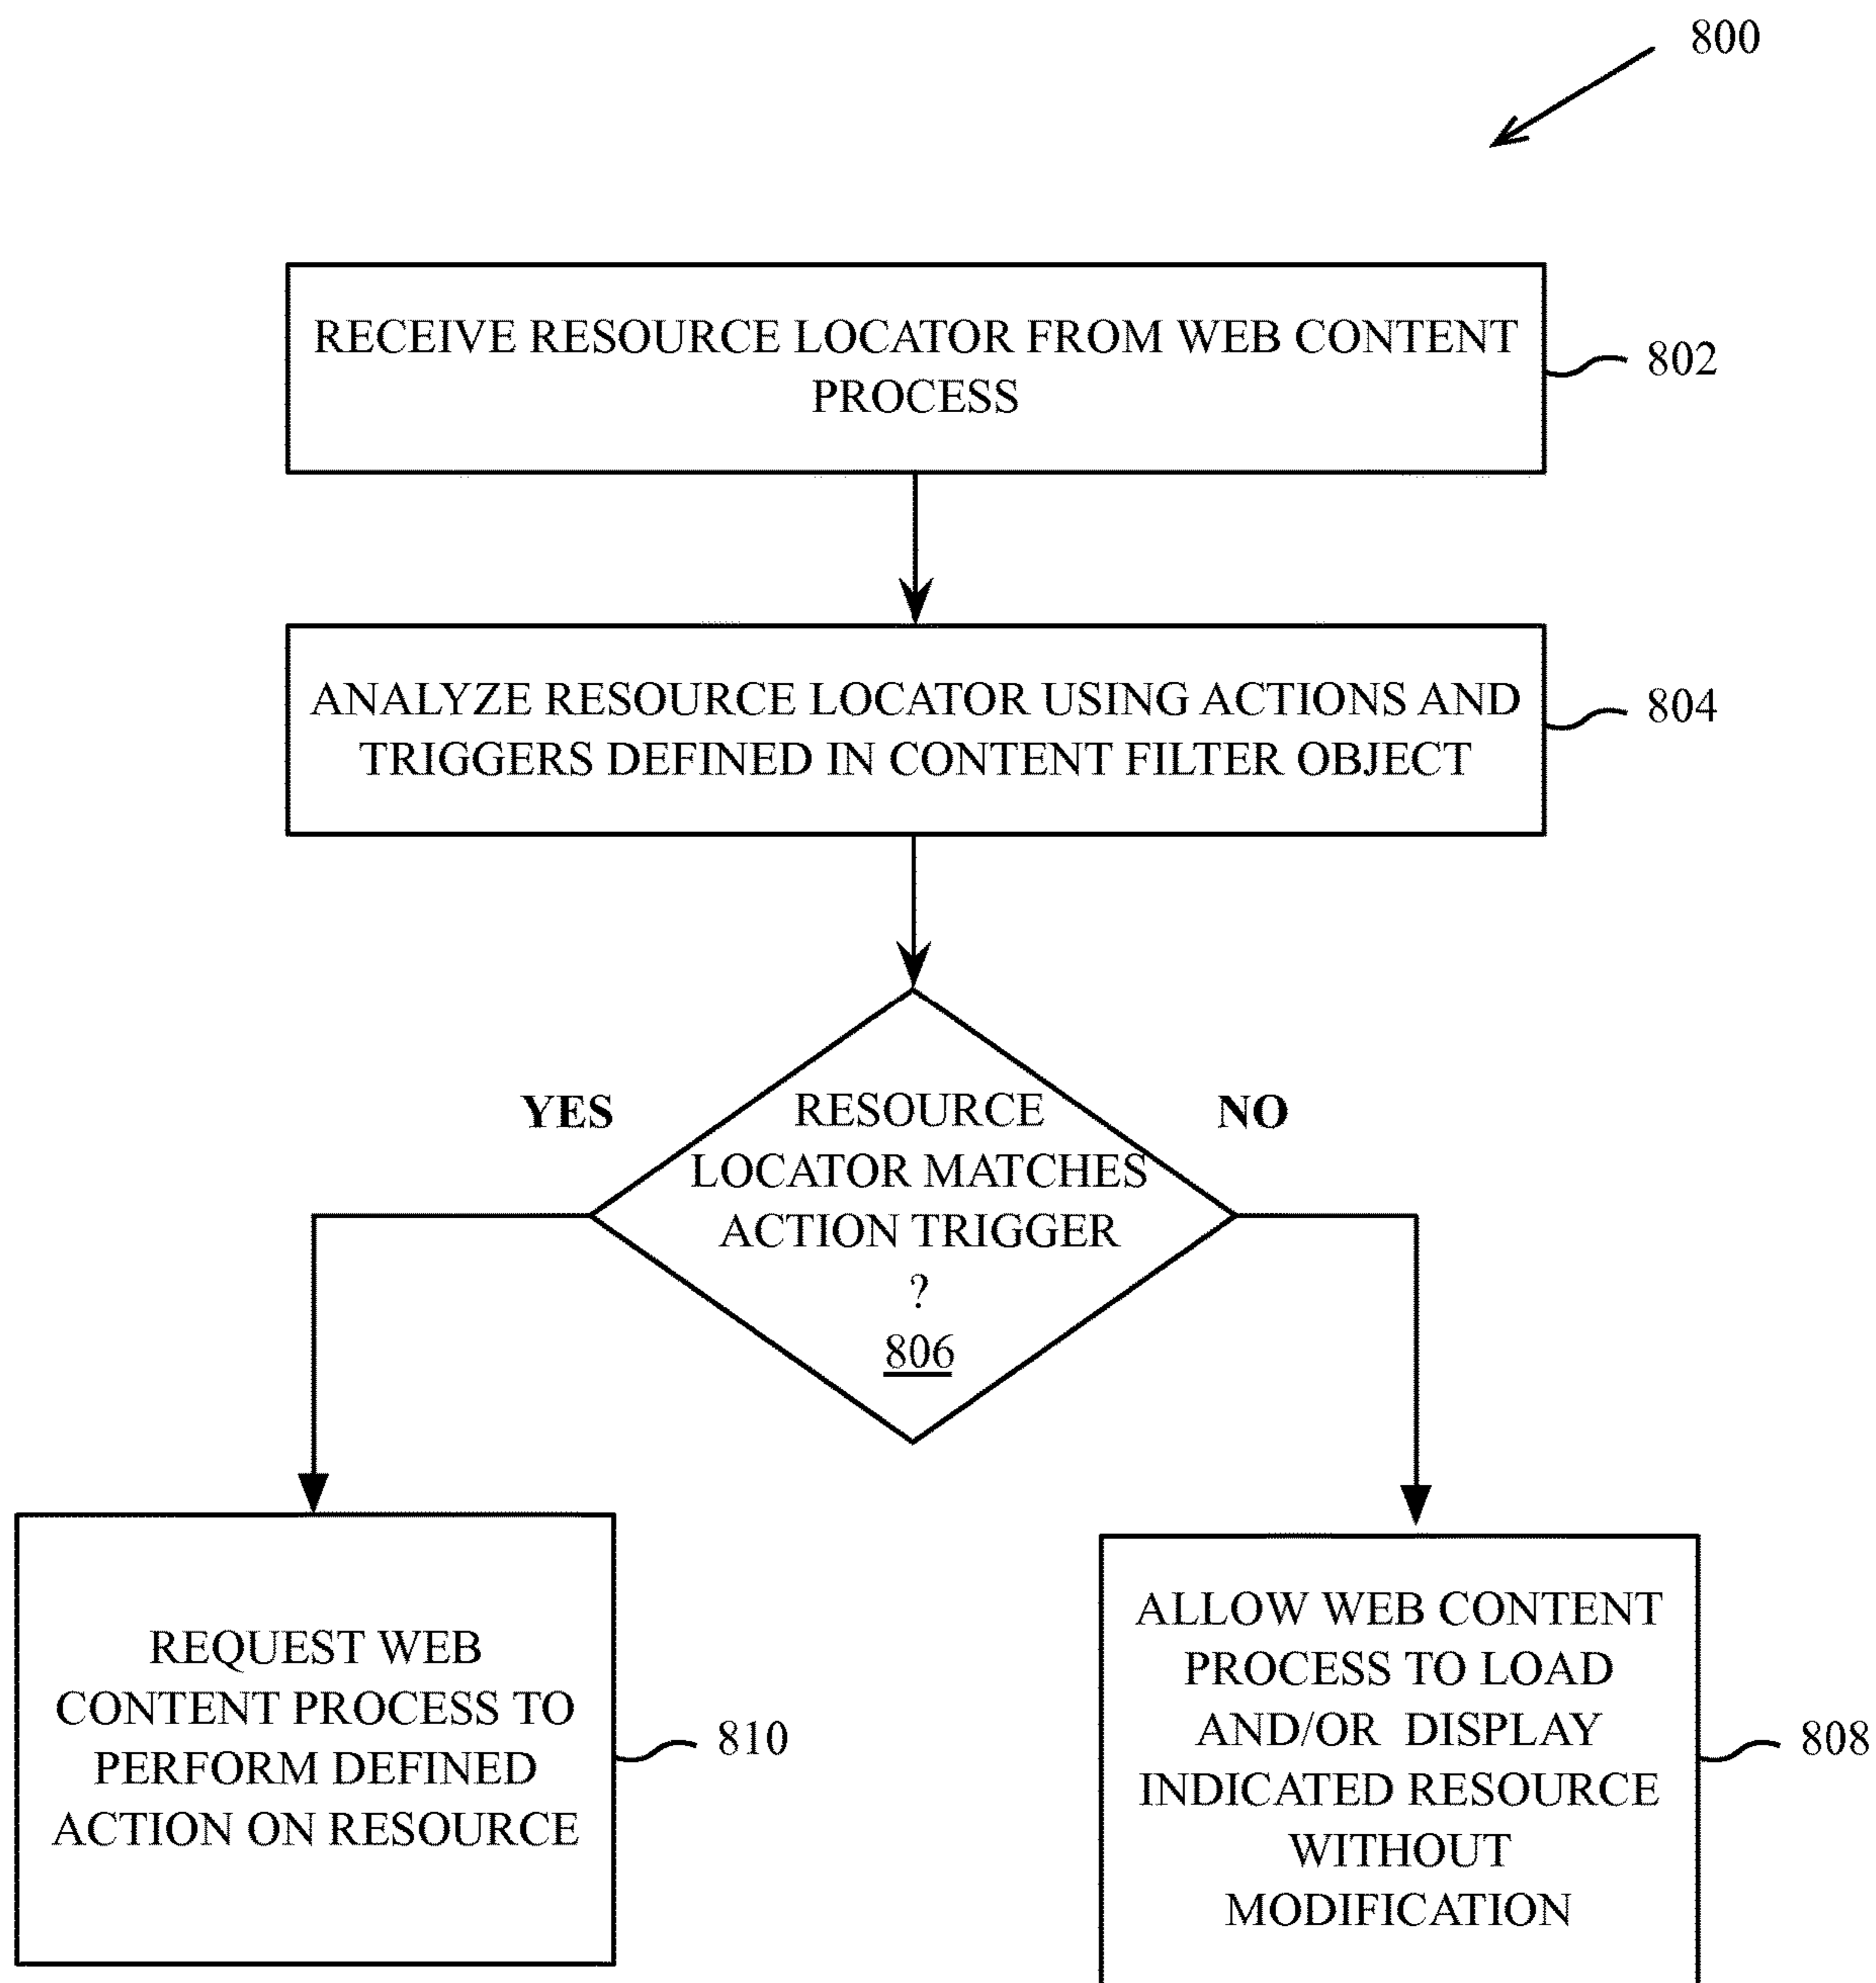 800
RECEIVE RESOURCE LOCATOR FROM WEB CONTENT
PROCESS
802
ANALYZE RESOURCE LOCATOR USING ACTIONS AND
TRIGGERS DEFINED IN CONTENT FILTER OBJECT
804
YES
NO
RESOURCE
LOCATOR MATCHES
ACTION TRIGGER
?
806
REQUEST WEB
CONTENT PROCESS TO
PERFORM DEFINED
ACTION ON RESOURCE
810
ALLOW WEB CONTENT
PROCESS TO LOAD
AND/OR DISPLAY
INDICATED RESOURCE
WITHOUT
MODIFICATION
808